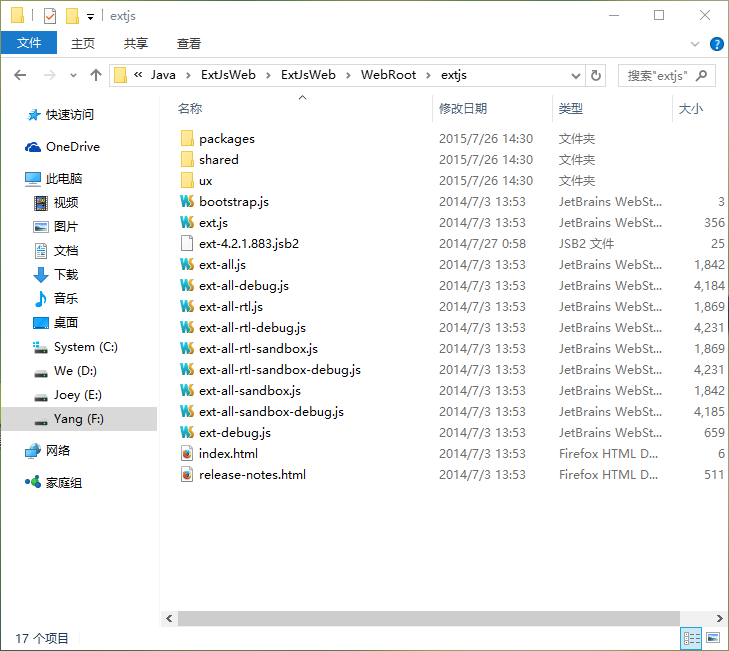 extjs
文件 主页 共享 查看
« Java › ExtJsWeb › ExtJsWeb › WebRoot › extjs
搜索"extjs"
快速访问
OneDrive
此电脑
视频
图片
文档
下载
音乐
桌面
System (C:)
We (D:)
Joey (E:)
Yang (F:)
网络
家庭组
名称 修改日期 类型 大小
packages 2015/7/26 14:30 文件夹
shared 2015/7/26 14:30 文件夹
ux 2015/7/26 14:30 文件夹
bootstrap.js 2014/7/3 13:53 JetBrains WebSt... 3
ext.js 2014/7/3 13:53 JetBrains WebSt... 356
ext-4.2.1.883.jsb2 2014/7/27 0:58 JSB2 文件 25
ext-all.js 2014/7/3 13:53 JetBrains WebSt... 1,842
ext-all-debug.js 2014/7/3 13:53 JetBrains WebSt... 4,184
ext-all-rtl.js 2014/7/3 13:53 JetBrains WebSt... 1,869
ext-all-rtl-debug.js 2014/7/3 13:53 JetBrains WebSt... 4,231
ext-all-rtl-sandbox.js 2014/7/3 13:53 JetBrains WebSt... 1,869
ext-all-rtl-sandbox-debug.js 2014/7/3 13:53 JetBrains WebSt... 4,231
ext-all-sandbox.js 2014/7/3 13:53 JetBrains WebSt... 1,842
ext-all-sandbox-debug.js 2014/7/3 13:53 JetBrains WebSt... 4,185
ext-debug.js 2014/7/3 13:53 JetBrains WebSt... 659
index.html 2014/7/3 13:53 Firefox HTML D... 6
release-notes.html 2014/7/3 13:53 Firefox HTML D... 511
17 个项目